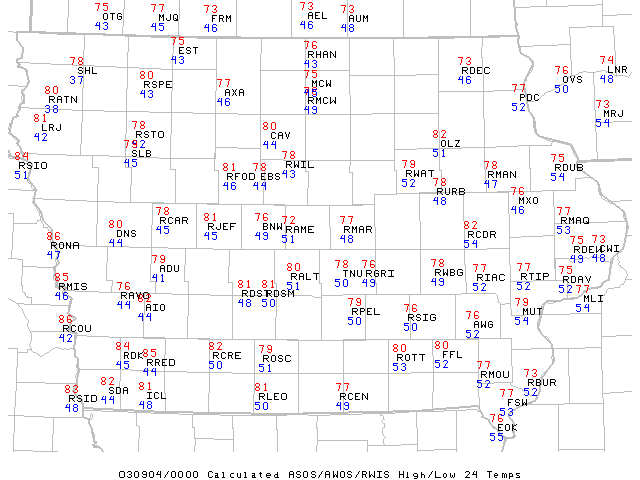 75 77 73 73 73
OTG MJQ FRM AEL AUM
43 45 46 46 48
75 EST 43
76 RHAN 43
78 SHL 37
80 RSPE 43
77 AXA 46
75 MCW
RMCW 49
73 RDEC 46
76 OVS 50
74 LNR 48
80 RATN 38
77 PDC 52
73 MRJ 54
81 LRJ 42
78 RSTO
80 CAV 44
82 OLZ 51
SLB 45
84 RSIO 51
81 RFOD 46
78 EBS 44
78 RWIL 43
79 RWAT 52
78 RMAN 47
75 RDUB 54
78 RURB 48
76 MXO 46
80 DNS 44
78 RCAR 45
81 RJEF 45
76 BNW 49
72 RAME 51
77 RMAR 48
82 RCDR 54
77 RMAQ 53
86 RONA 47
75 RDEW 49
73 CWI 48
79 ADU 41
80 RALT 51
78 TNU 50
76 RGRI 49
78 RWBG 49
77 RIAC 52
77 RTIP 52
75 RDAV 52
85 RMIS 46
76 RAVO 44
AIO 44
81 RDST 48
81 RDSM 50
77 MLI 54
79 RPEL 50
76 RSIG 50
76 AWG 52
79 MUT 54
86 RCOU 42
84 RDK 45
85 RRED 44
82 RCRE 50
79 ROSC 51
80 ROTT 53
80 FFL 52
77 RMOU 52
73 RBUR 52
83 RSID 48
82 SDA 44
81 ICL 48
81 RLEO 50
77 RCEN 49
77 FSW 53
76 EOK 55
030904/0000 Calculated ASOS/AWOS/RWIS High/Low 24 Temps